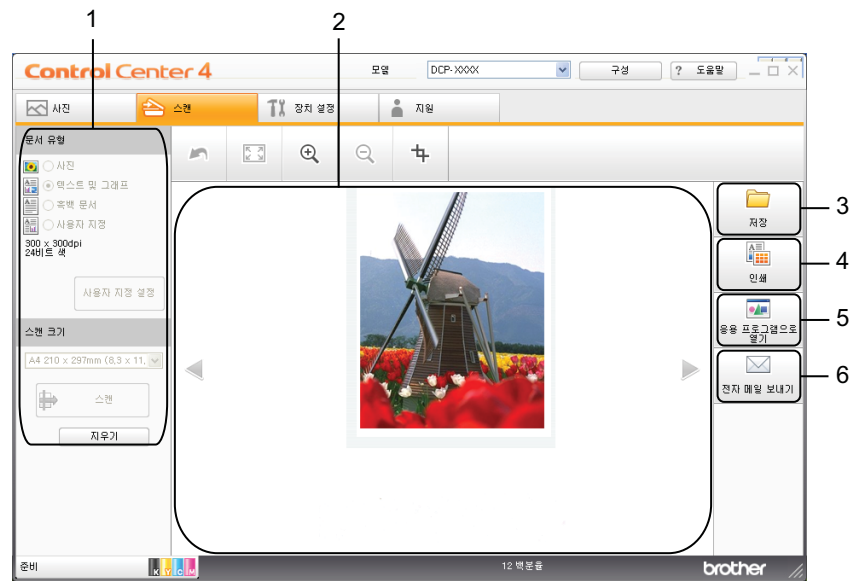 1
2
Control Center 4
모델
DCP-XXXX
구성
? 도움말
사진
스캔
장치 설정
지원
문서 유형
사진
텍스트 및 그래프
흑백 문서
사용자 지정
300 x 300dpi
24비트 색
사용자 지정 설정
스캔 크기
A4 210 x 297mm (8,3 x 11,
스캔
지우기
저장
3
인쇄
4
응용 프로그램으로
열기
5
전자 메일 보내기
6
준비
K Y C M
12 백분율
brother